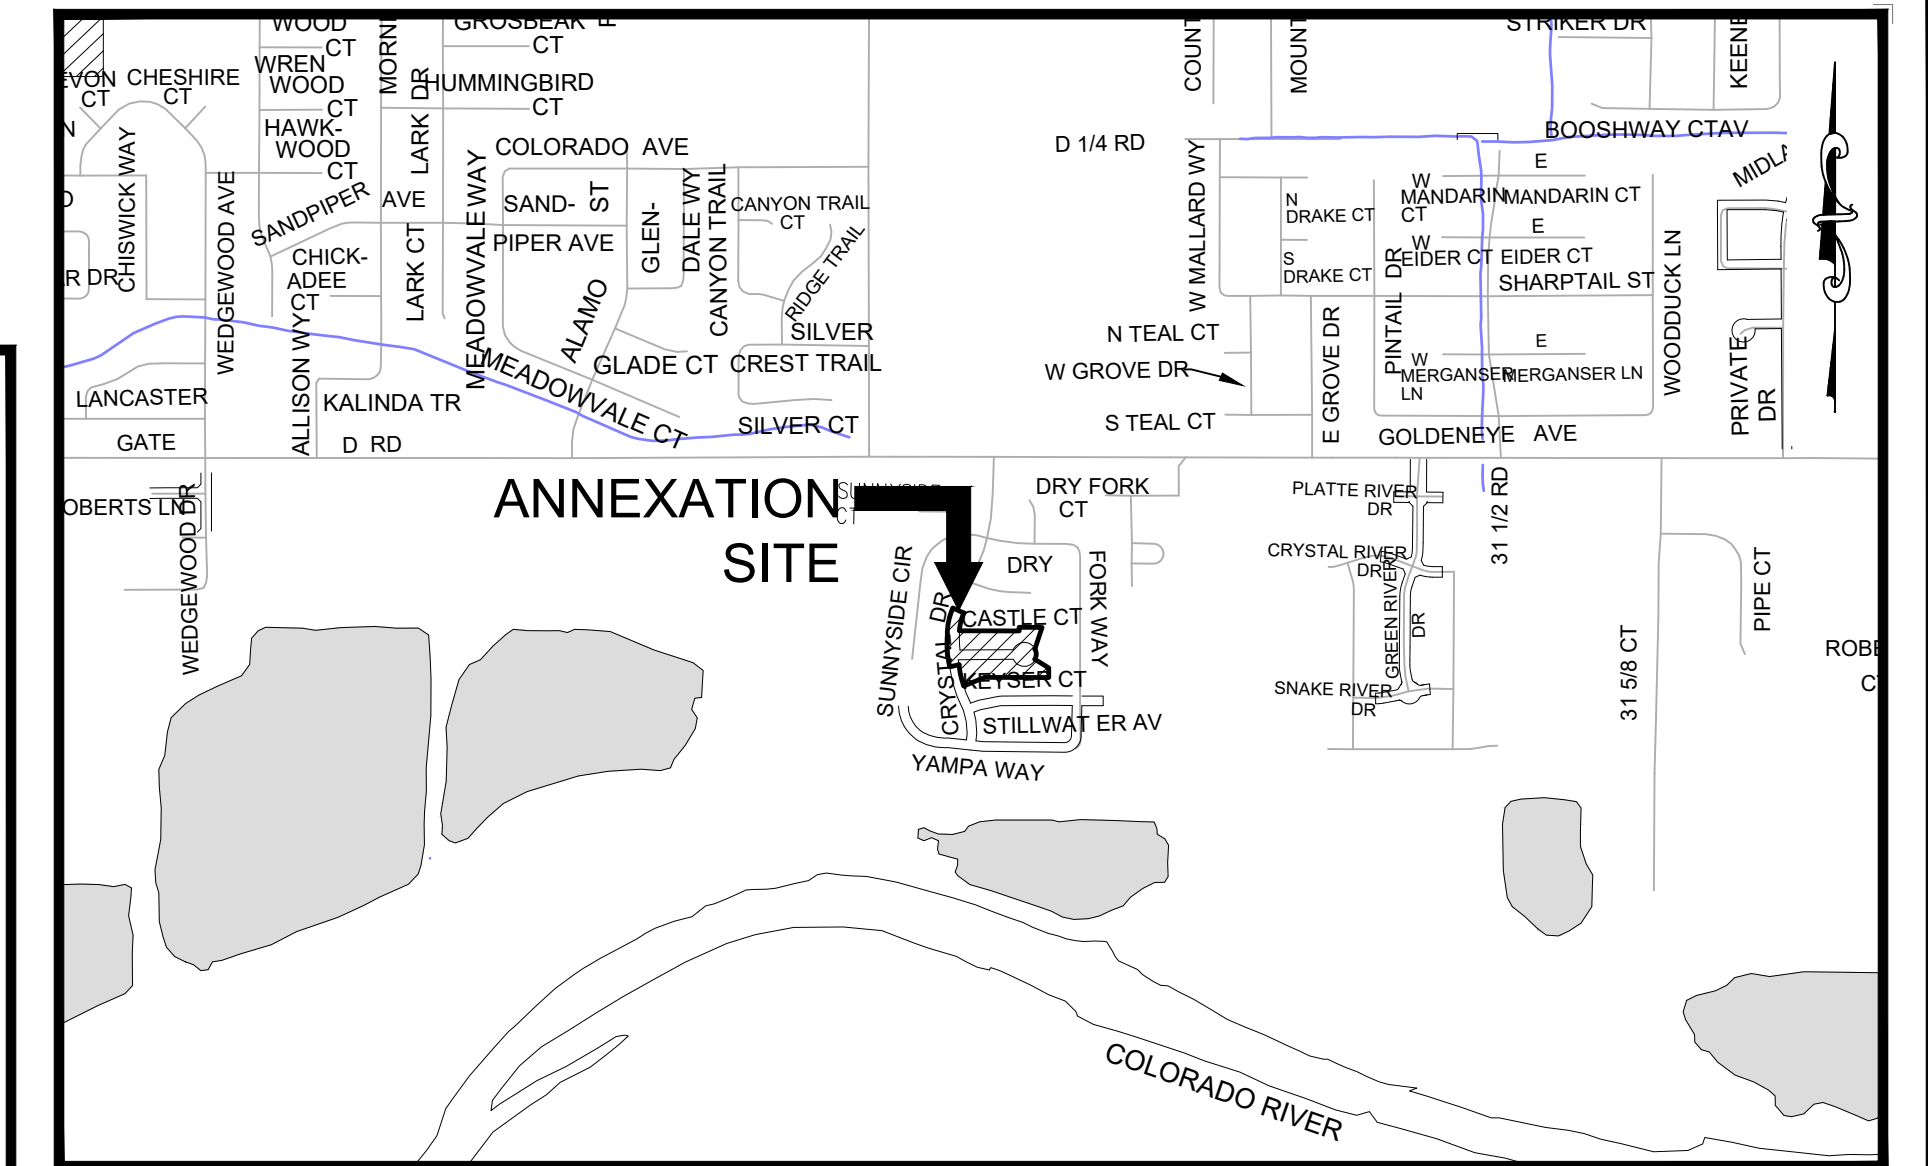 WOOD
CT
WREN
WOOD
CT
HAWK-
WOOD
CT
GROSBEAK
CT
HUMMINGBIRD
CT
LARK DR
CHESHIRE
CT
CT
CHISWICK WAY
WEDGEWOOD AVE
SANDPIPER
AVE
CHICK-
ADEE
CT
LARK CT
ALLISON WY
MEADOWVALE WAY
COLORADO AVE
SAND-
PIPER AVE
ST
ALAMO
GLEN-
DALE WY
CANYON TRAIL
CANYON TRAIL
CT
RIDGE TRAIL
SILVER
CREST TRAIL
GLADE CT
MEADOWVALE CT
SILVER CT
LANCASTER
GATE
KALINDA TR
D RD
D 1/4 RD
W MALLARD WY
STRIKER DR
BOOSHWAY CT
AV
N
DRAKE CT
S
DRAKE CT
W
MANDARIN
CT
E
MANDARIN CT
W
EIDER CT
E
EIDER CT
SHARPTAIL ST
PINTAIL DR
WOODDUCK LN
N TEAL CT
W GROVE DR
S TEAL CT
E GROVE DR
W
MERGANSER
LN
E
MERGANSER LN
GOLDENEYE AVE
PRIVATE
DR
WEDGEWOOD DR
ANNEXATION
SITE
SUNNYSIDE
CT
DRY FORK
CT
DRY
FORK WAY
SUNNYSIDE CIR
CRYSTAL DR
CASTLE CT
KEYSER CT
STILLWATER AV
YAMPA WAY
PLATTE RIVER
DR
CRYSTAL RIVER
DR
GREEN RIVER
DR
SNAKE RIVER
DR
31 1/2 RD
31 5/8 CT
PIPE CT
COLORADO RIVER